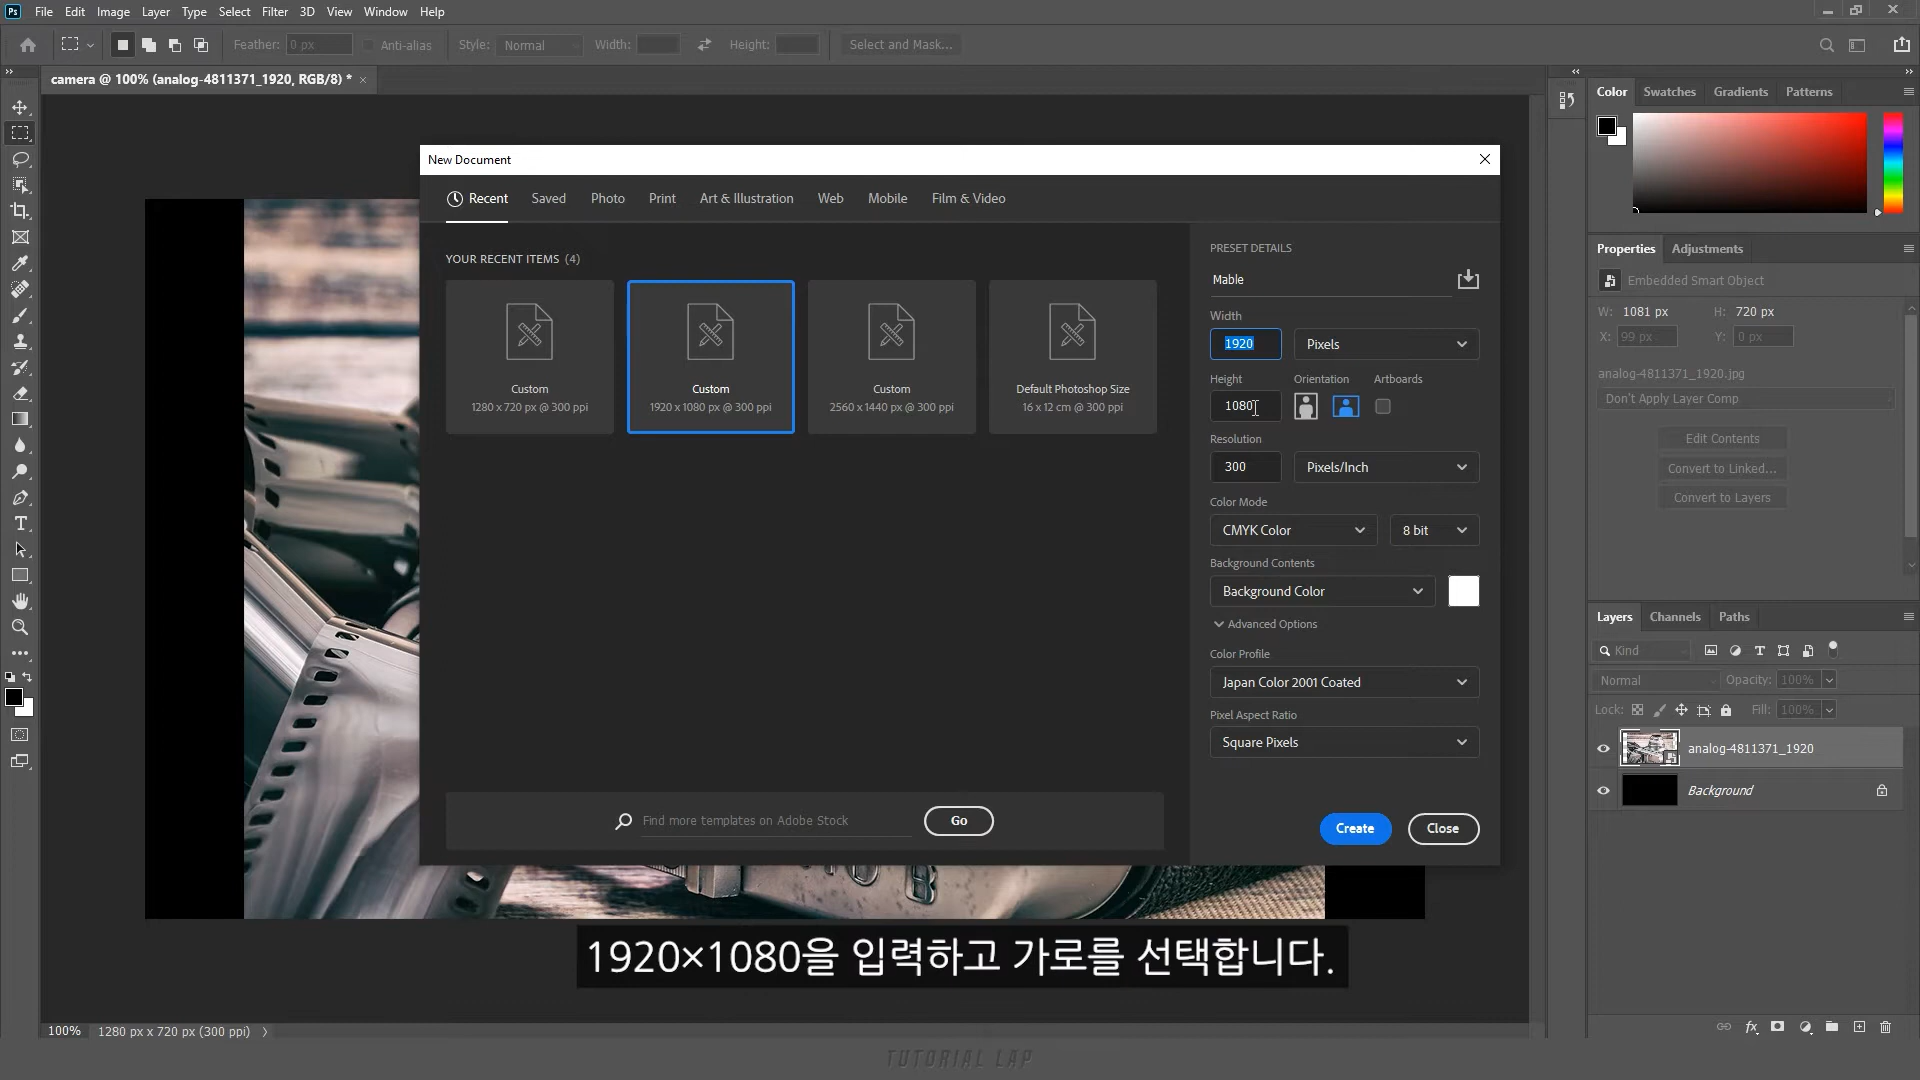 Ps File Edit Image Layer Type Select Filter 3D View Window Help
Feather: 0 px Anti-alias Style: Normal Width: Height: Select and Mask...
camera @ 100% (analog-4811371_1920, RGB/8) *
New Document
Recent Saved Photo Print Art & Illustration Web Mobile Film & Video
YOUR RECENT ITEMS (4)
Custom
1280 x 720 px @ 300 ppi
Custom
1920 x 1080 px @ 300 ppi
Custom
2560 x 1440 px @ 300 ppi
Default Photoshop Size
16 x 12 cm @ 300 ppi
Find more templates on Adobe Stock Go
PRESET DETAILS
Mable
Width
1920 Pixels
Height Orientation Artboards
1080
Resolution
300 Pixels/Inch
Color Mode
CMYK Color 8 bit
Background Contents
Background Color
Advanced Options
Color Profile
Japan Color 2001 Coated
Pixel Aspect Ratio
Square Pixels
Create Close
Color Swatches Gradients Patterns
Properties Adjustments
Embedded Smart Object
W: 1081 px H: 720 px
X: 99 px Y: 0 px
analog-4811371_1920.jpg
Don't Apply Layer Comp
Edit Contents
Convert to Linked...
Convert to Layers
Layers Channels Paths
Kind
Normal Opacity: 100%
Lock: Fill: 100%
analog-4811371_1920
Background
fx
1920×1080을 입력하고 가로를 선택합니다.
100% 1280 px x 720 px (300 ppi)
TUTORIAL LAP